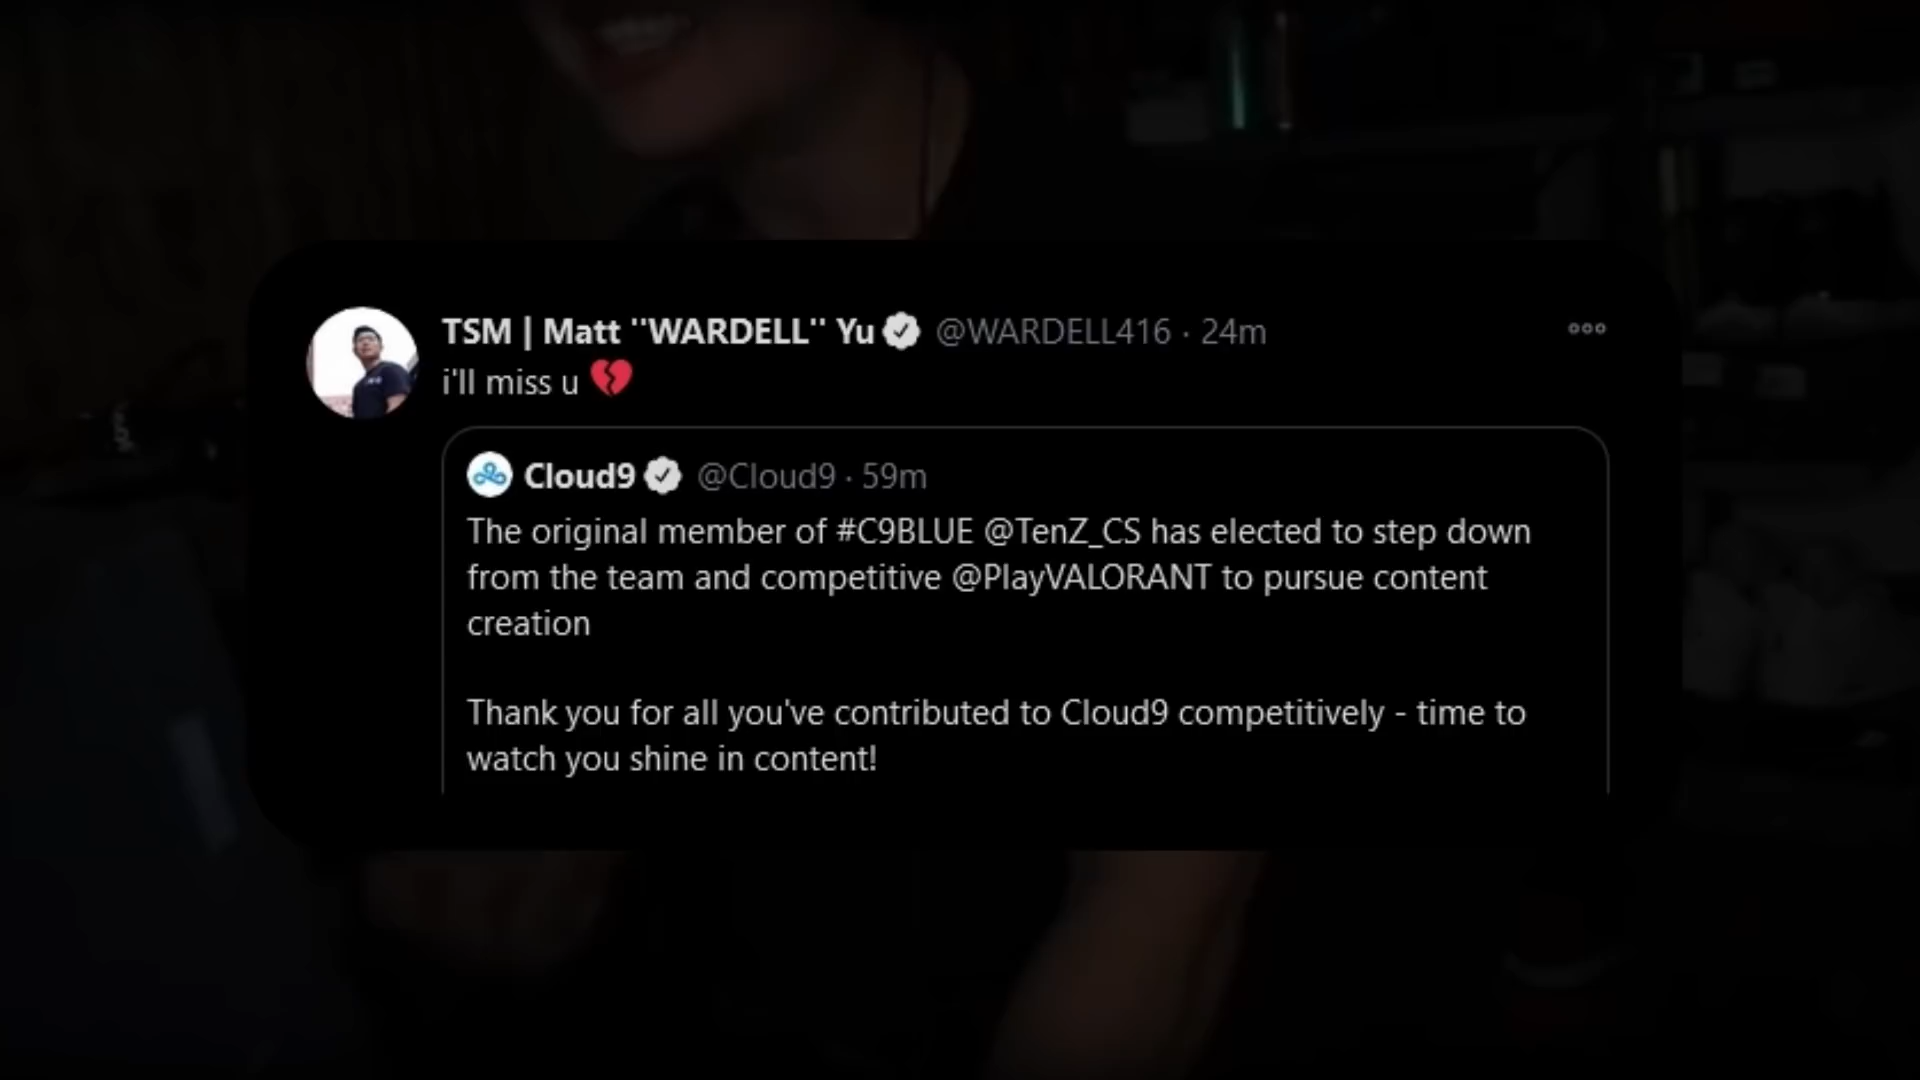 TSM | Matt "WARDELL" Yu @WARDELL416 · 24m
i'll miss u 💔
Cloud9 @Cloud9 · 59m
The original member of #C9BLUE @TenZ_CS has elected to step down
from the team and competitive @PlayVALORANT to pursue content
creation
Thank you for all you've contributed to Cloud9 competitively - time to
watch you shine in content!